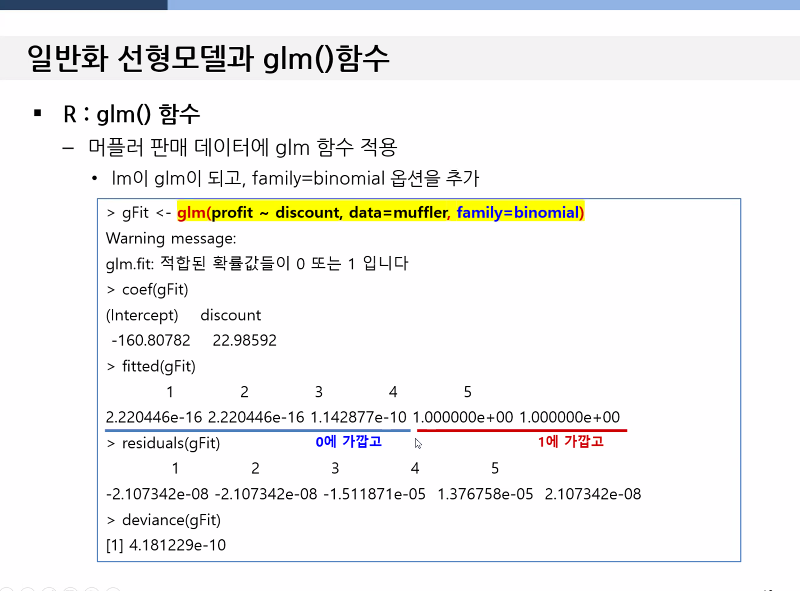 일반화 선형모델과 glm()함수
▪ R : glm() 함수
– 머플러 판매 데이터에 glm 함수 적용
• lm이 glm이 되고, family=binomial 옵션을 추가
> gFit <- glm(profit ~ discount, data=muffler, family=binomial)
Warning message:
glm.fit: 적합된 확률값들이 0 또는 1 입니다
> coef(gFit)
(Intercept) discount
-160.80782 22.98592
> fitted(gFit)
1 2 3 4 5
2.220446e-16 2.220446e-16 1.142877e-10 1.000000e+00 1.000000e+00
> residuals(gFit) 0에 가깝고 1에 가깝고
1 2 3 4 5
-2.107342e-08 -2.107342e-08 -1.511871e-05 1.376758e-05 2.107342e-08
> deviance(gFit)
[1] 4.181229e-10